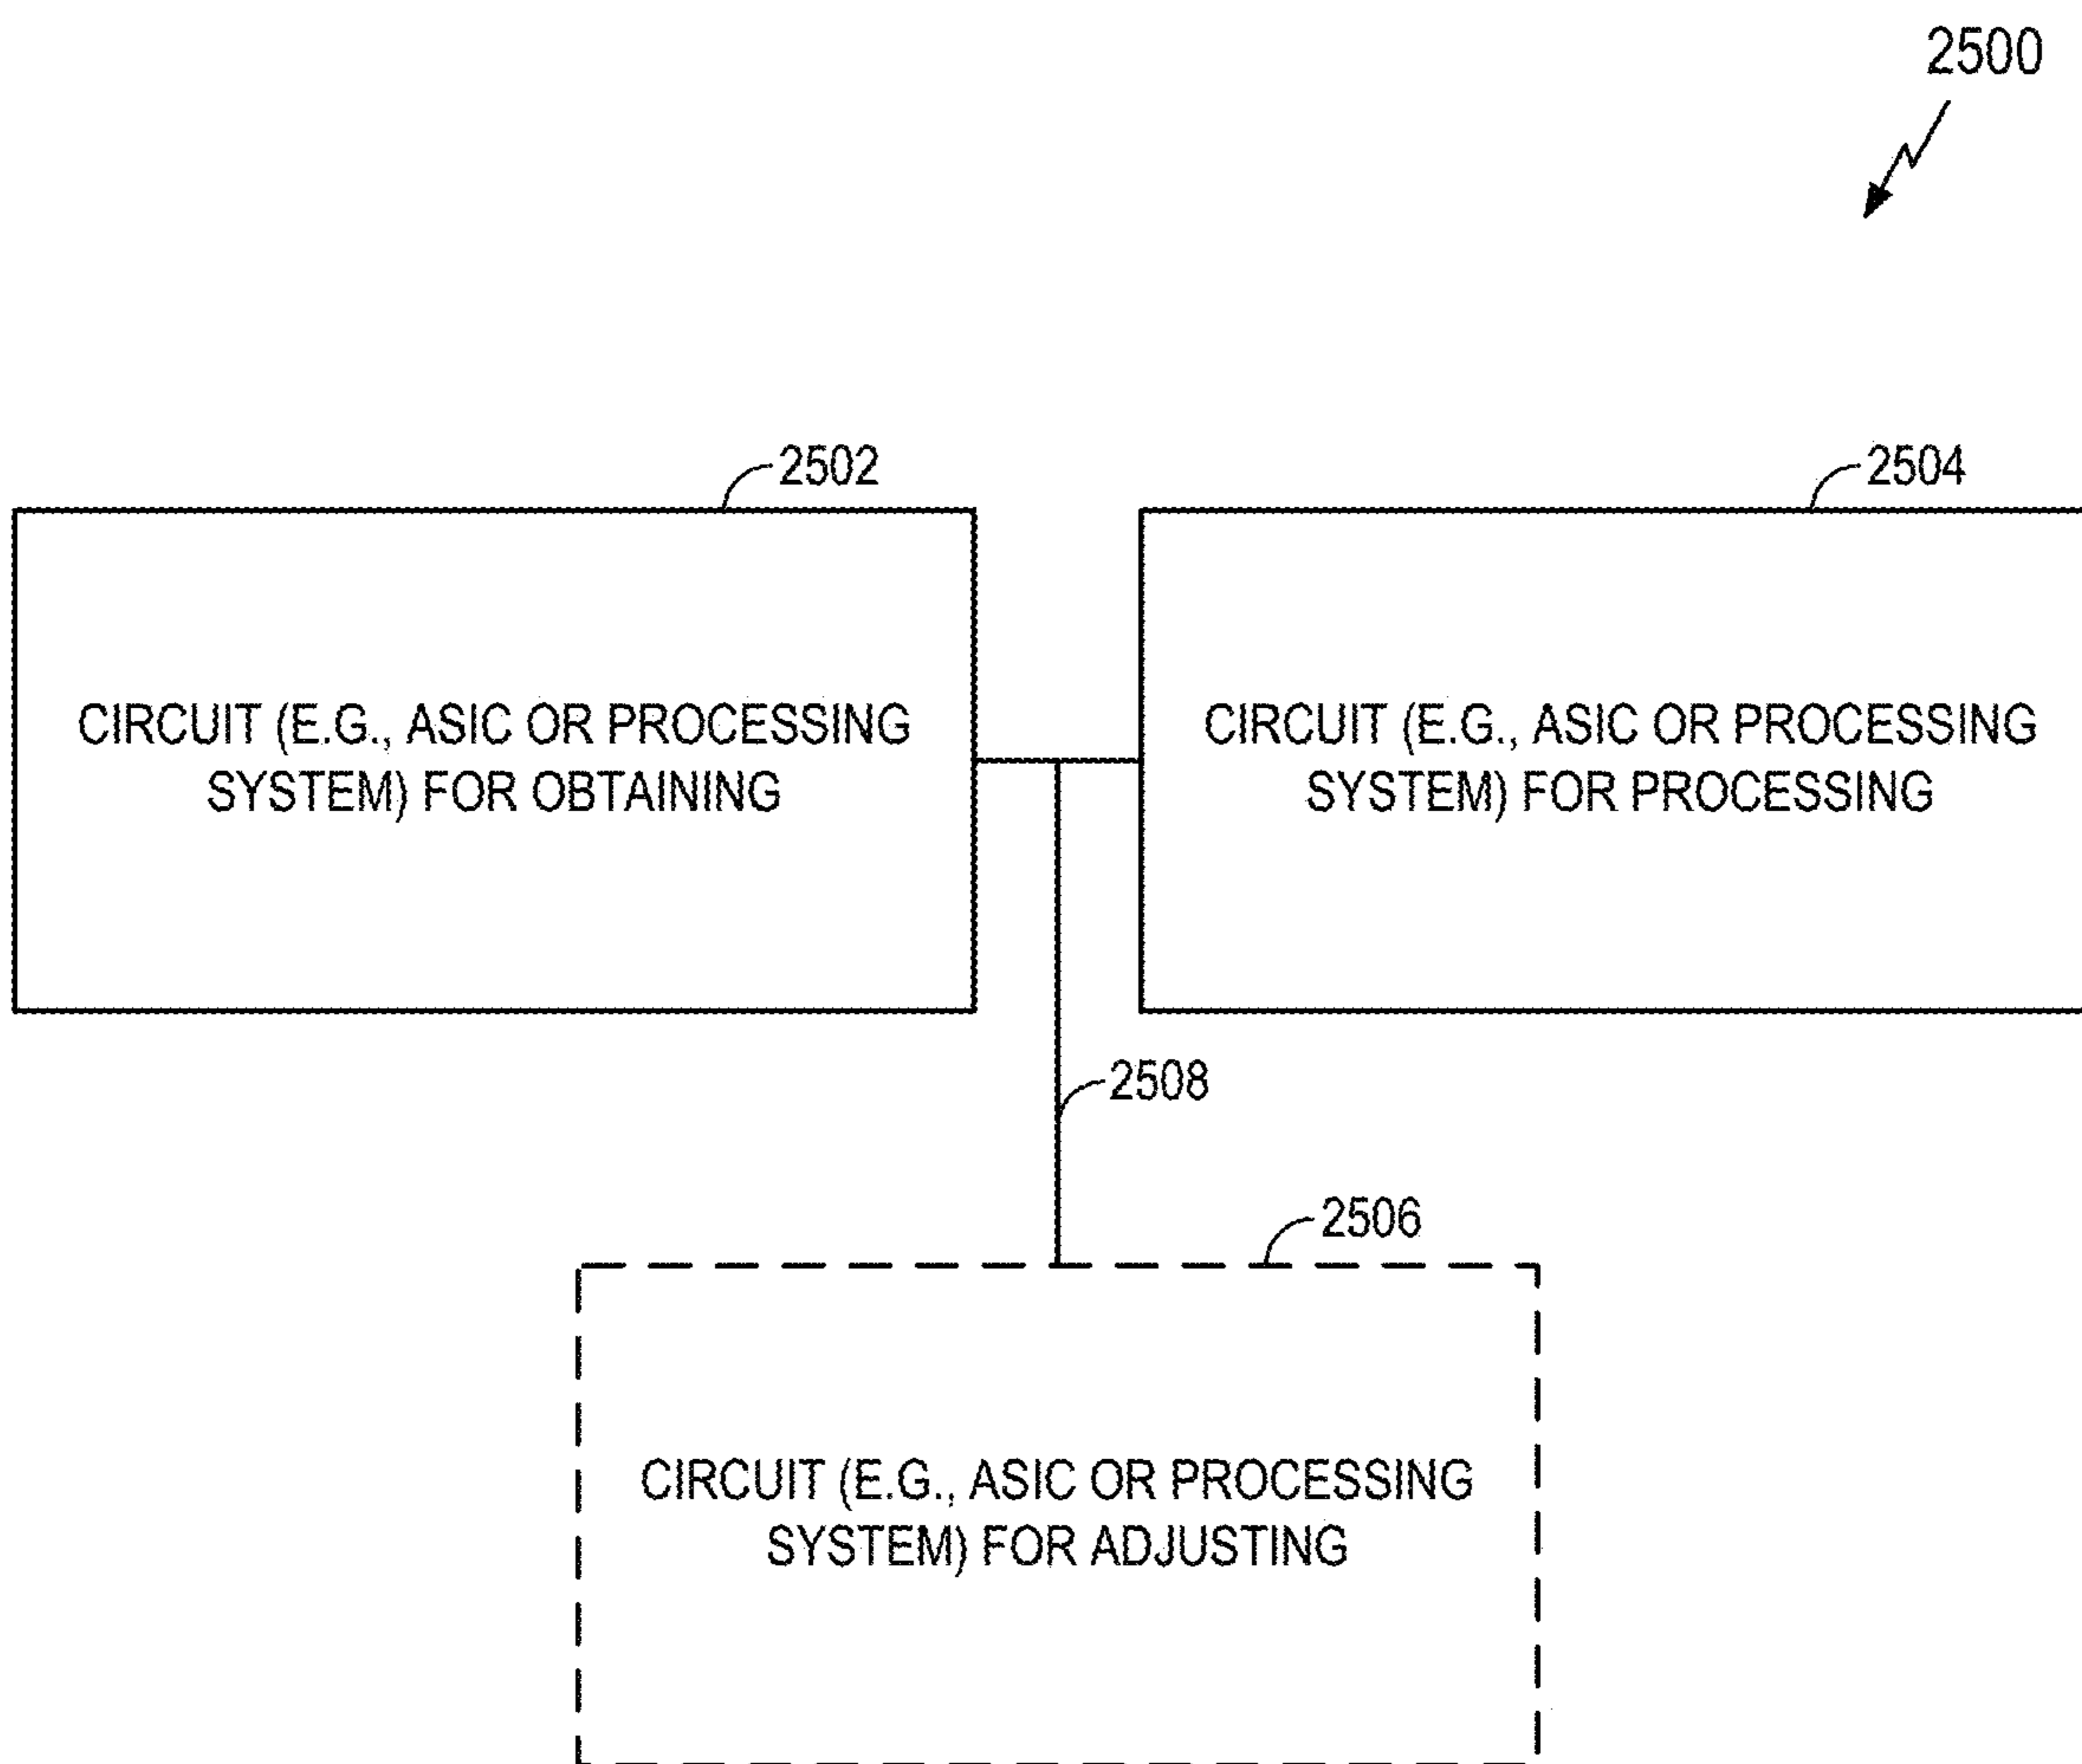 2500
2502
2504
CIRCUIT (E.G., ASIC OR PROCESSING
SYSTEM) FOR OBTAINING
CIRCUIT (E.G., ASIC OR PROCESSING
SYSTEM) FOR PROCESSING
2508
2506
CIRCUIT (E.G., ASIC OR PROCESSING
SYSTEM) FOR ADJUSTING